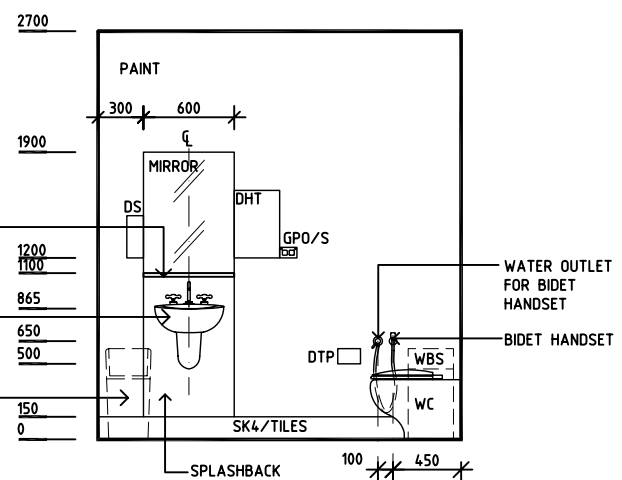 2700
PAINT
300 600
1900
℄
MIRROR
DS
DHT
GPO/S
1200
1100
WATER OUTLET
FOR BIDET
HANDSET
865
650
BIDET HANDSET
500
DTP
WBS
150
WC
0
SK4/TILES
100 450
SPLASHBACK